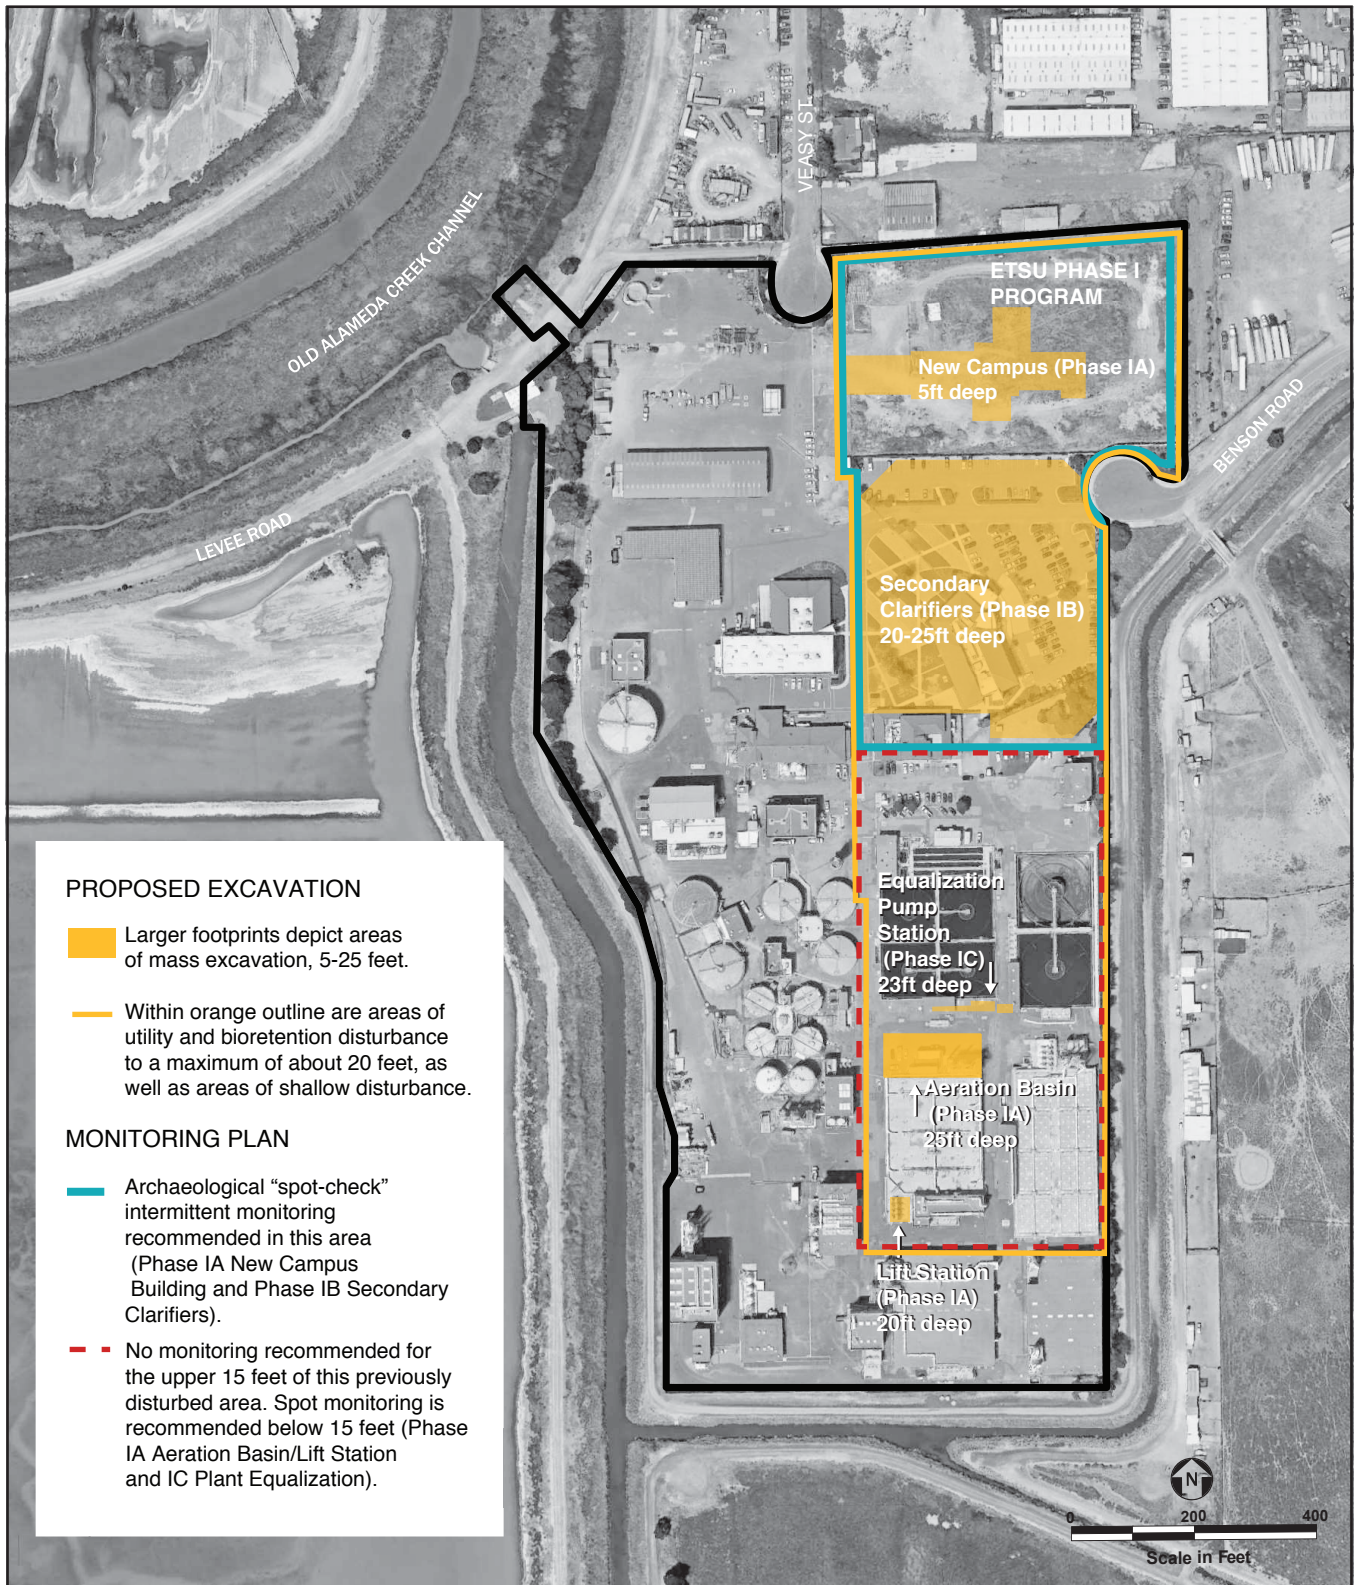 VEASY ST.
OLD ALAMEDA CREEK CHANNEL
ETSU PHASE I
PROGRAM
New Campus (Phase IA)
5ft deep
BENSON ROAD
LEVEE ROAD
Secondary
Clarifiers (Phase IB)
20-25ft deep
Equalization
Pump
Station
(Phase IC)
23ft deep
Aeration Basin
(Phase IA)
25ft deep
Lift Station
(Phase IA)
20ft deep
PROPOSED EXCAVATION
Larger footprints depict areas
of mass excavation, 5-25 feet.
Within orange outline are areas of
utility and bioretention disturbance
to a maximum of about 20 feet, as
well as areas of shallow disturbance.
MONITORING PLAN
Archaeological “spot-check”
intermittent monitoring
recommended in this area
(Phase IA New Campus
Building and Phase IB Secondary
Clarifiers).
No monitoring recommended for
the upper 15 feet of this previously
disturbed area. Spot monitoring is
recommended below 15 feet (Phase
IA Aeration Basin/Lift Station
and IC Plant Equalization).
N
0 200 400
Scale in Feet